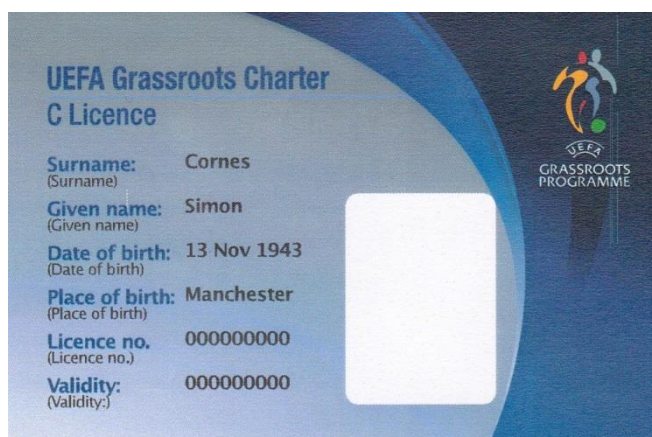 UEFA Grassroots Charter
C Licence
Surname: Cornes
(Surname)
Given name: Simon
(Given name)
Date of birth: 13 Nov 1943
(Date of birth)
Place of birth: Manchester
(Place of birth)
Licence no. 000000000
(Licence no.)
Validity: 000000000
(Validity:)
UEFA
GRASSROOTS
PROGRAMME